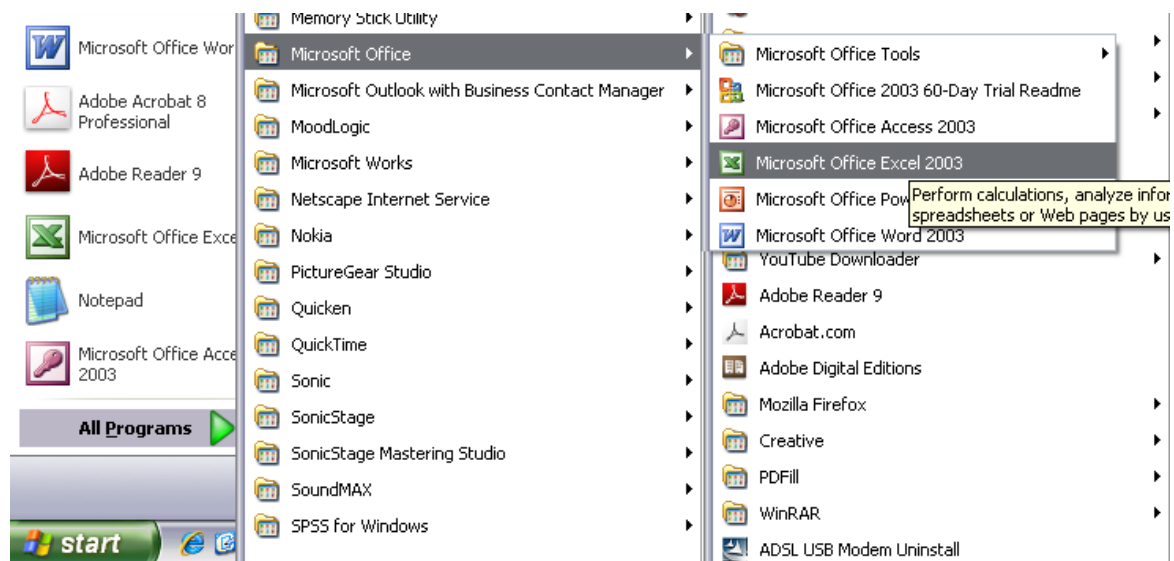 Microsoft Office Wor
Adobe Acrobat 8
Professional
Adobe Reader 9
Microsoft Office Exce
Notepad
Microsoft Office Acce
2003
All Programs
start
Memory Stick Utility
Microsoft Office
Microsoft Outlook with Business Contact Manager
MoodLogic
Microsoft Works
Netscape Internet Service
Nokia
PictureGear Studio
Quicken
QuickTime
Sonic
SonicStage
SonicStage Mastering Studio
SoundMAX
SPSS for Windows
Microsoft Office Tools
Microsoft Office 2003 60-Day Trial Readme
Microsoft Office Access 2003
Microsoft Office Excel 2003
Microsoft Office Pow
Perform calculations, analyze infor
spreadsheets or Web pages by us
Microsoft Office Word 2003
YouTube Downloader
Adobe Reader 9
Acrobat.com
Adobe Digital Editions
Mozilla Firefox
Creative
PDFill
WinRAR
ADSL USB Modem Uninstall